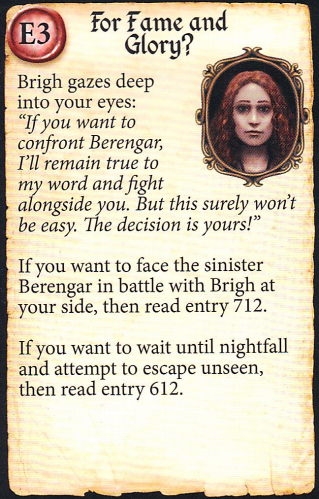 E3
For Fame and
Glory?
Brigh gazes deep
into your eyes:
“If you want to
confront Berengar,
I’ll remain true to
my word and fight
alongside you. But this surely won’t
be easy. The decision is yours!”
If you want to face the sinister
Berengar in battle with Brigh at
your side, then read entry 712.
If you want to wait until nightfall
and attempt to escape unseen,
then read entry 612.